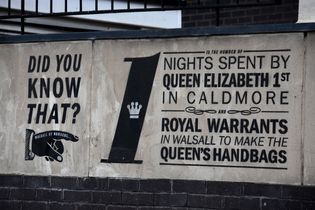 DID YOU
KNOW
THAT?
1
IS THE NUMBER OF
NIGHTS SPENT BY
QUEEN ELIZABETH 1ST
IN CALDMORE
AND
ROYAL WARRANTS
IN WALSALL TO MAKE THE
QUEEN'S HANDBAGS